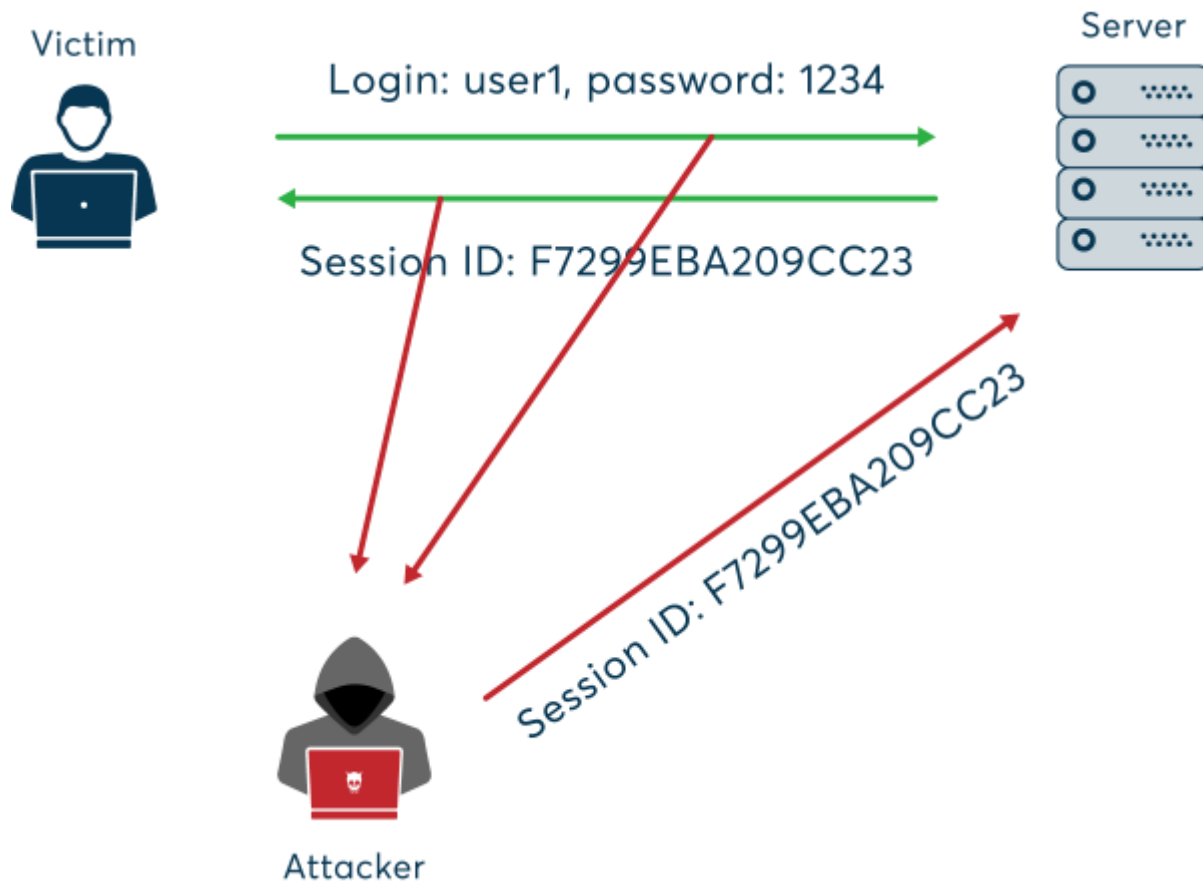 Victim
Server
Login: user1, password: 1234
Session ID: F7299EBA209CC23
Session ID: F7299EBA209CC23
Attacker